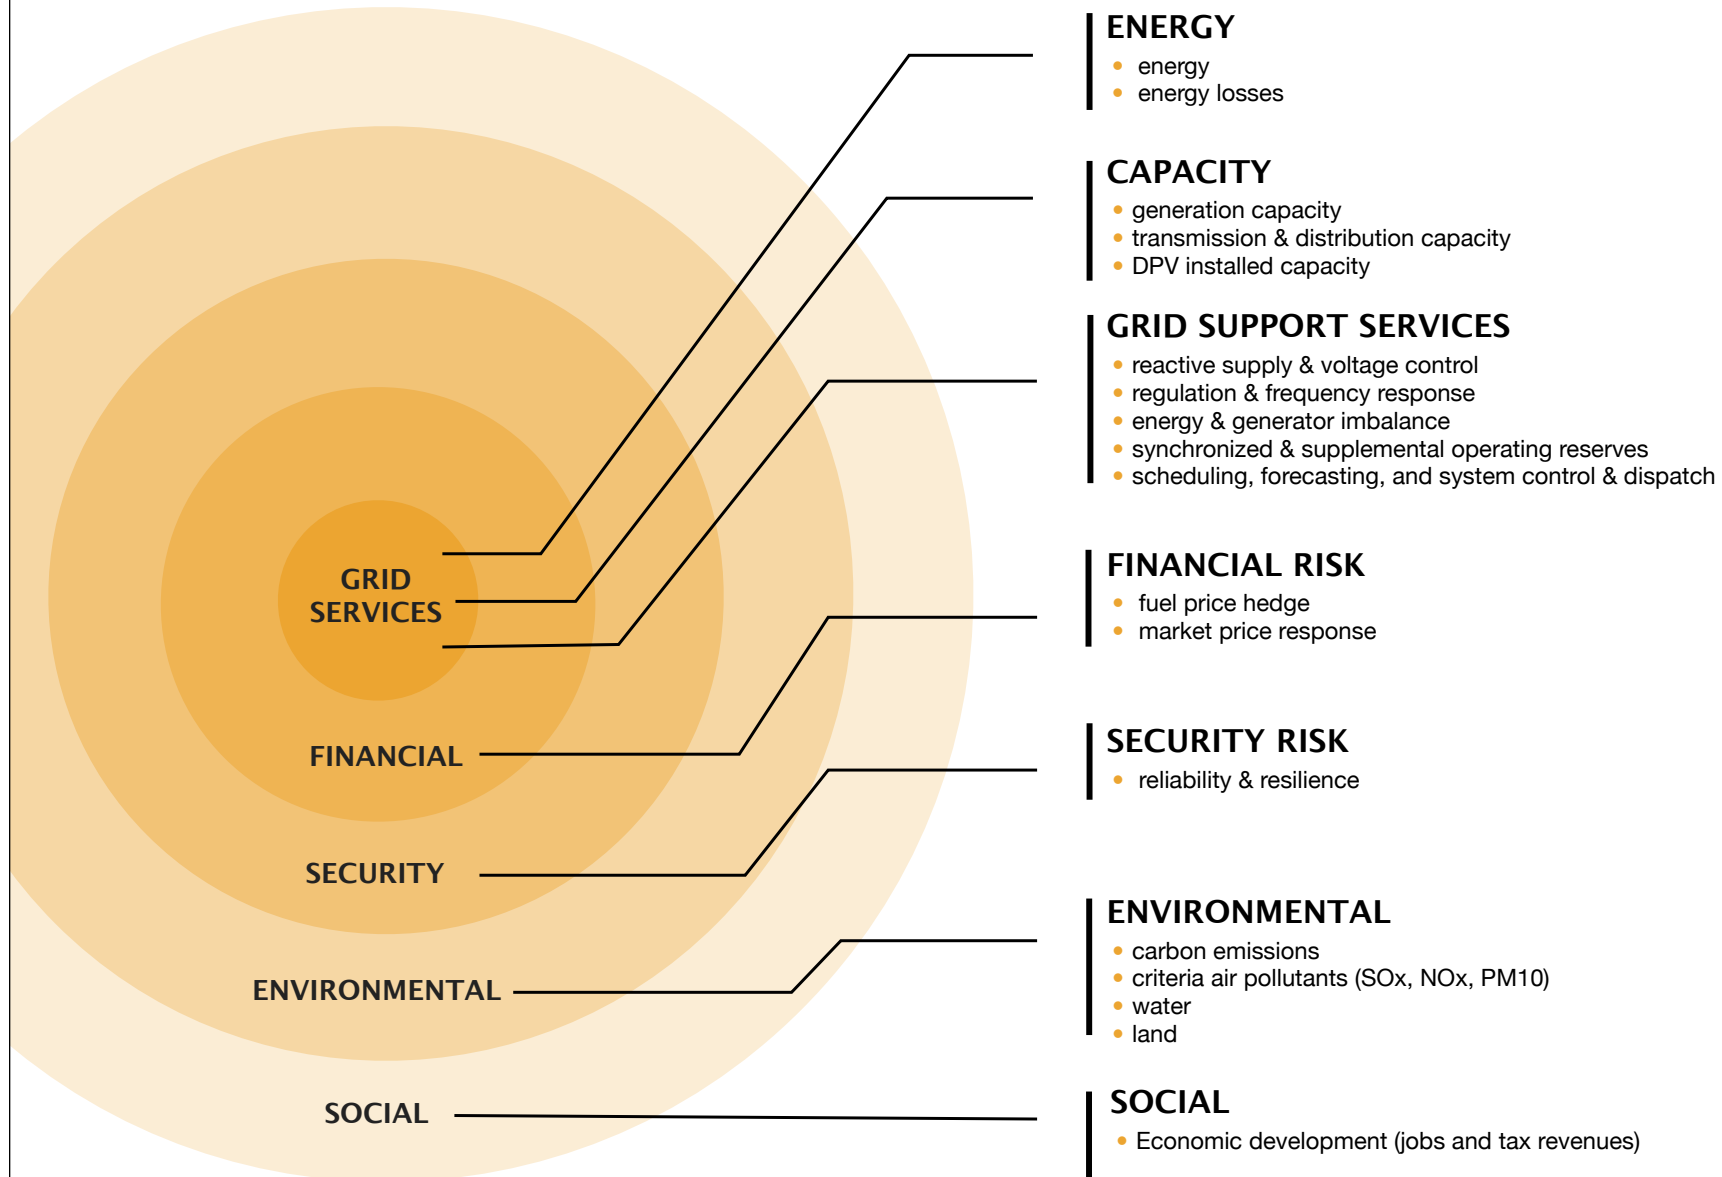 GRID
SERVICES
FINANCIAL
SECURITY
ENVIRONMENTAL
SOCIAL
ENERGY
• energy
• energy losses
CAPACITY
• generation capacity
• transmission & distribution capacity
• DPV installed capacity
GRID SUPPORT SERVICES
• reactive supply & voltage control
• regulation & frequency response
• energy & generator imbalance
• synchronized & supplemental operating reserves
• scheduling, forecasting, and system control & dispatch
FINANCIAL RISK
• fuel price hedge
• market price response
SECURITY RISK
• reliability & resilience
ENVIRONMENTAL
• carbon emissions
• criteria air pollutants (SOx, NOx, PM10)
• water
• land
SOCIAL
• Economic development (jobs and tax revenues)